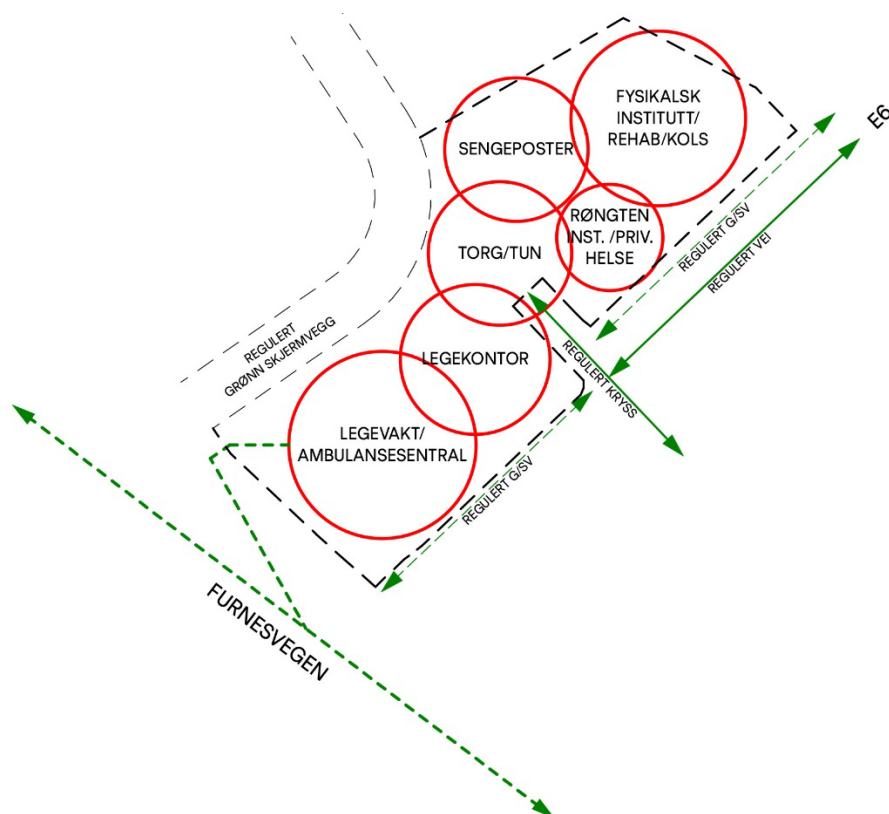 FYSIKALSK
INSTITUTT/
REHAB/KOLS
E6
SENGEPOSTER
RØNGTEN
INST. /PRIV.
HELSE
REGULERT G/SV
REGULERT VEI
TORG/TUN
REGULERT
GRØNN SKJERMVEGG
LEGEKONTOR
REGULERT KRYSS
LEGEVAKT/
AMBULANSESENTRAL
REGULERT G/SV
FURNESVEGEN